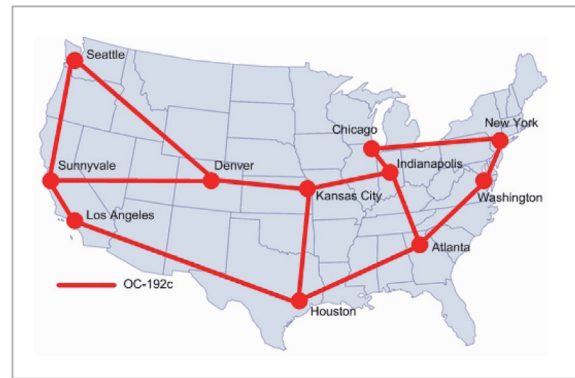 Seattle
New York
Chicago
Sunnyvale
Denver
Indianapolis
Kansas City
Washington
Los Angeles
Atlanta
OC-192c
Houston